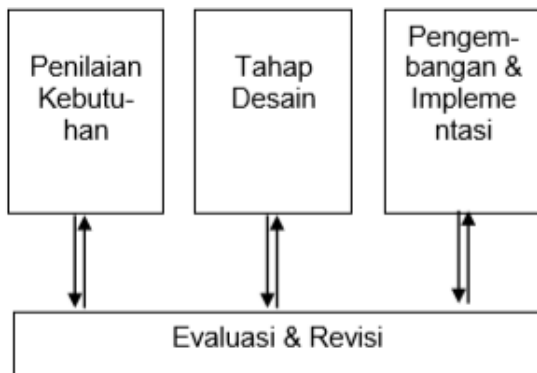 Penilaian
Kebutu-
han
Tahap
Desain
Pengem-
bangan &
Impleme
ntasi
Evaluasi & Revisi